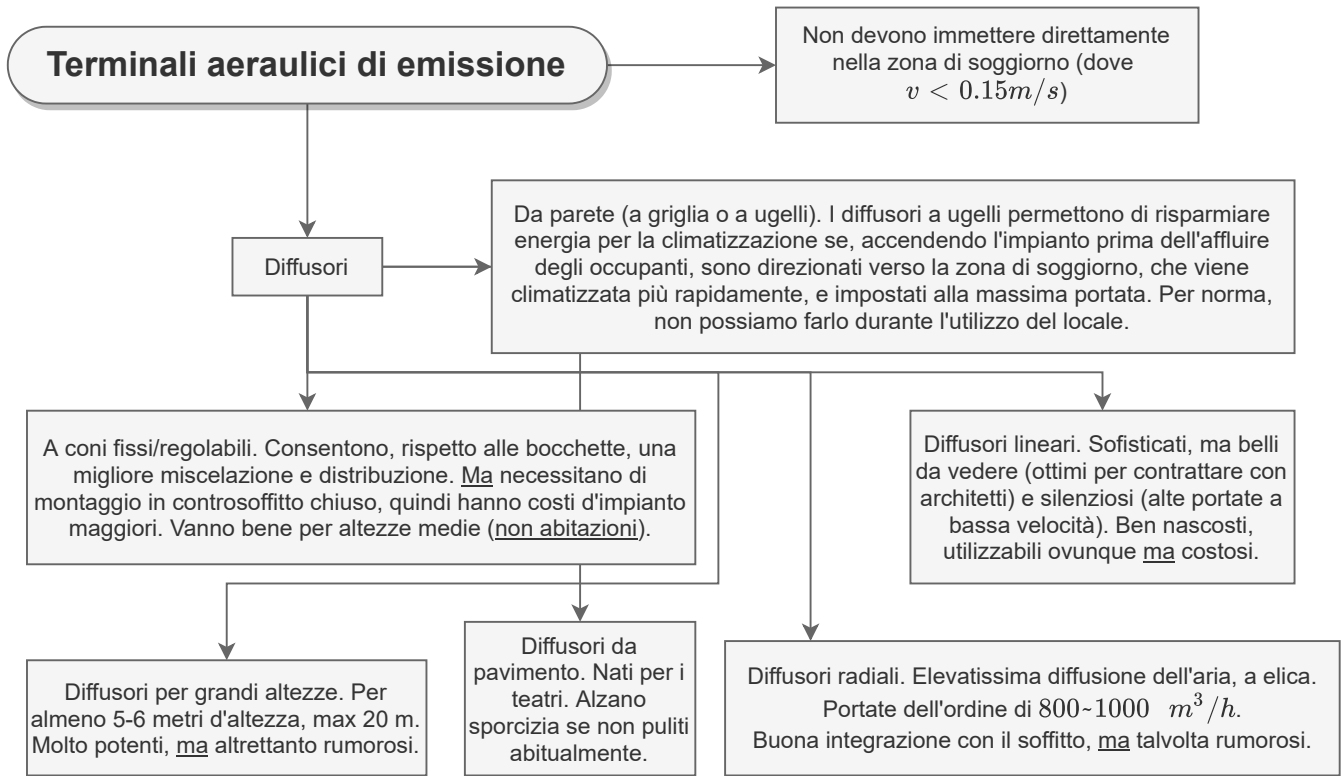 Terminali aeraulici di emissione
Non devono immettere direttamente
nella zona di soggiorno (dove
v < 0.15m/s)
Diffusori
Da parete (a griglia o a ugelli). I diffusori a ugelli permettono di risparmiare
energia per la climatizzazione se, accendendo l'impianto prima dell'affluire
degli occupanti, sono direzionati verso la zona di soggiorno, che viene
climatizzata più rapidamente, e impostati alla massima portata. Per norma,
non possiamo farlo durante l'utilizzo del locale.
A coni fissi/regolabili. Consentono, rispetto alle bocchette, una
migliore miscelazione e distribuzione. Ma necessitano di
montaggio in controsoffitto chiuso, quindi hanno costi d'impianto
maggiori. Vanno bene per altezze medie (non abitazioni).
Diffusori lineari. Sofisticati, ma belli
da vedere (ottimi per contrattare con
architetti) e silenziosi (alte portate a
bassa velocità). Ben nascosti,
utilizzabili ovunque ma costosi.
Diffusori per grandi altezze. Per
almeno 5-6 metri d'altezza, max 20 m.
Molto potenti, ma altrettanto rumorosi.
Diffusori da
pavimento. Nati per i
teatri. Alzano
sporcizia se non puliti
abitualmente.
Diffusori radiali. Elevatissima diffusione dell'aria, a elica.
Portate dell'ordine di 800~1000 m³/h.
Buona integrazione con il soffitto, ma talvolta rumorosi.